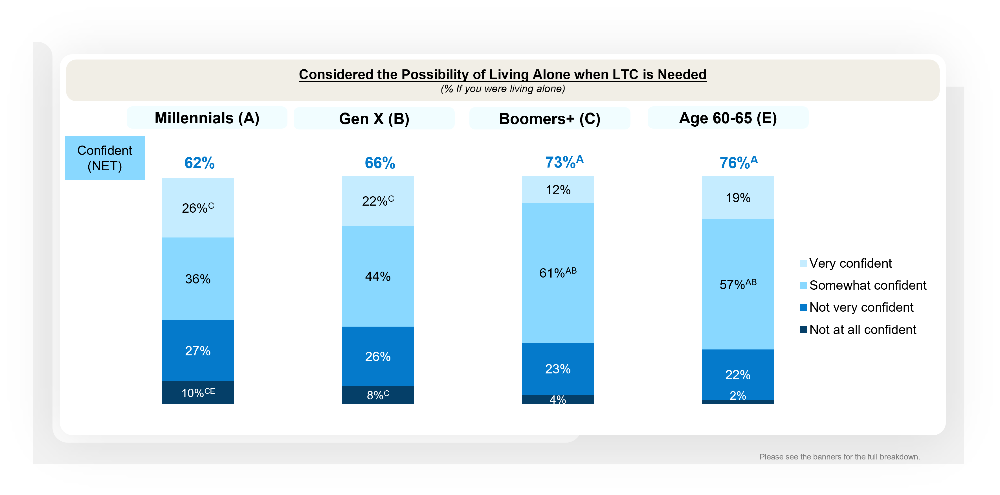 Considered the Possibility of Living Alone when LTC is Needed
(% If you were living alone)
Millennials (A)
Gen X (B)
Boomers+ (C)
Age 60-65 (E)
Confident
(NET)
62%
66%
73%A
76%A
26%C
22%C
12%
19%
36%
44%
61%AB
57%AB
27%
26%
23%
22%
10%CE
8%C
4%
2%
Very confident
Somewhat confident
Not very confident
Not at all confident
Please see the banners for the full breakdown.